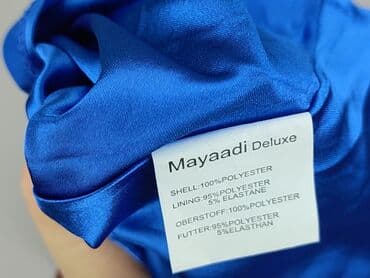 Mayaadi Deluxe
SHELL:100%POLYESTER
LINING:95%POLYESTER
5% ELASTANE
OBERSTOFF:100%POLYESTER
FUTTER:95%POLYESTER
5%ELASTHAN